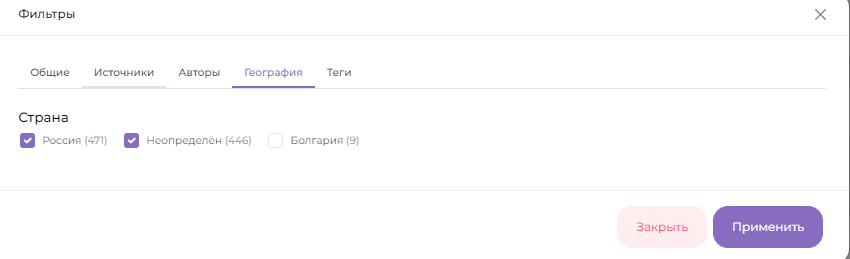 Фильтры
Общие Источники Авторы География Теги
Страна
Россия (471) Неопределён (446) Болгария (9)
Закрыть Применить